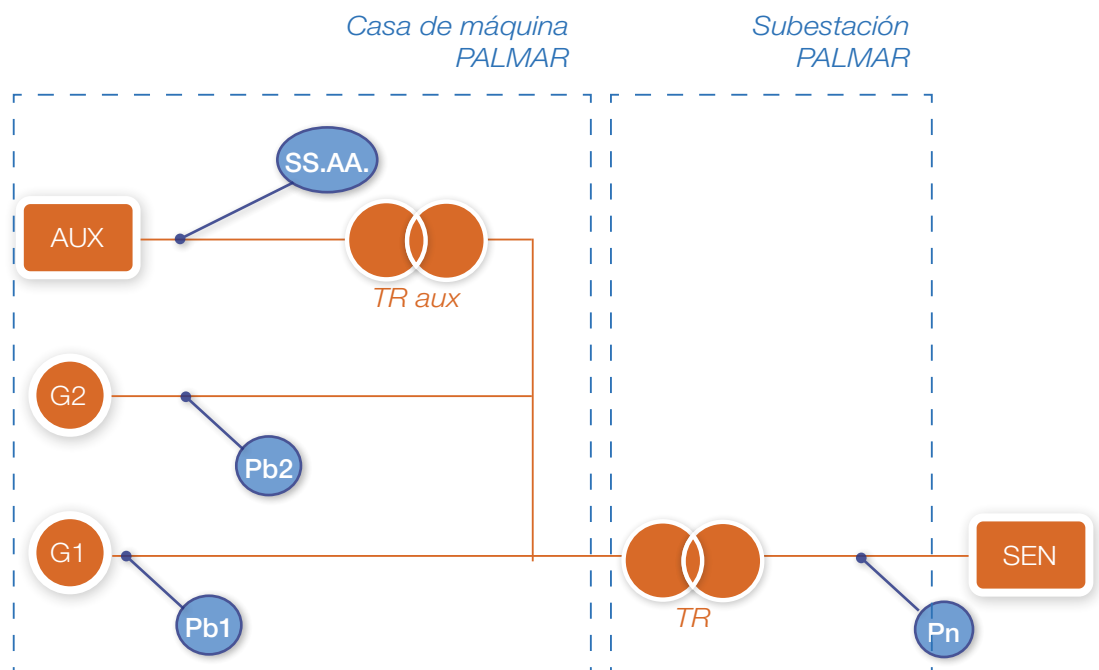 Casa de máquina
PALMAR
Subestación
PALMAR
SS.AA.
AUX
TR aux
G2
Pb2
G1
SEN
TR
Pb1
Pn